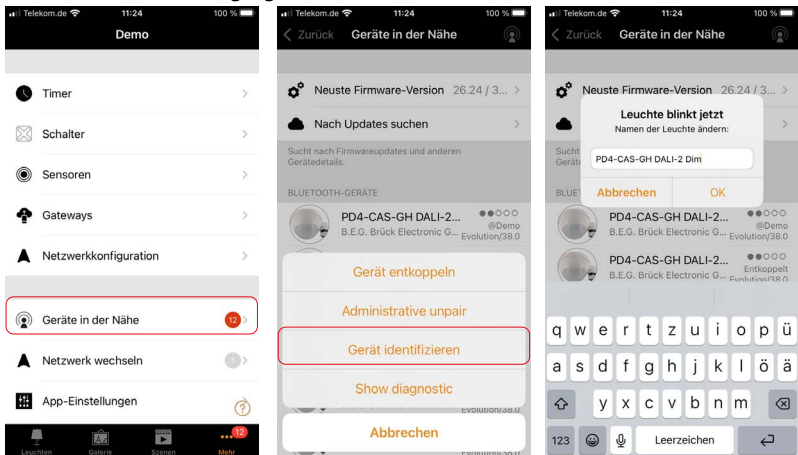 Telekom.de 11:24 100 %
Demo
Timer
Schalter
Sensoren
Gateways
Netzwerkkonfiguration
Geräte in der Nähe 12
Netzwerk wechseln 1
App-Einstellungen ?
12
Leuchten Galerie Szenen Mehr
Telekom.de 11:24 100 %
Zurück Geräte in der Nähe
Neuste Firmware-Version 26.24 / 3...
Nach Updates suchen
Sucht nach Firmwareupdates und anderen
Gerätedetails.
BLUETOOTH-GERÄTE
PD4-CAS-GH DALI-2...
@Demo
B.E.G. Brück Electronic G... Evolution/38.0
Gerät entkoppeln
Administrative unpair
Gerät identifizieren
Show diagnostic
Evolution/38.0
Abbrechen
Telekom.de 11:24 100 %
Zurück Geräte in der Nähe
Neuste Firmware-Version 26.24 / 3...
Leuchte blinkt jetzt
Namen der Leuchte ändern:
Sucht
Gerät
PD4-CAS-GH DALI-2 Dim
BLUE
Abbrechen OK
PD4-CAS-GH DALI-2...
@Demo
B.E.G. Brück Electronic G... Evolution/38.0
PD4-CAS-GH DALI-2...
Entkoppelt
B.E.G. Brück Electronic G... Evolution/38.0
q w e r t z u i o p ü
a s d f g h j k l ö ä
y x c v b n m
123 Leerzeichen